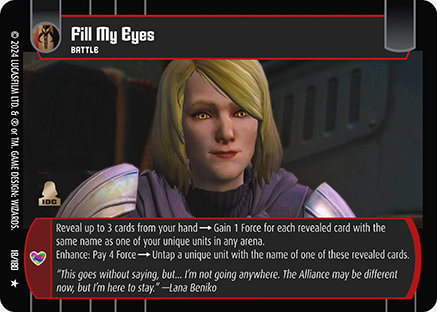 Fill My Eyes
BATTLE
© 2024 LUCASFILM LTD. & ® or TM. GAME DESIGN: WIZARDS.
IDC
Reveal up to 3 cards from your hand → Gain 1 Force for each revealed card with the
same name as one of your unique units in any arena.
Enhance: Pay 4 Force → Untap a unique unit with the name of one of these revealed cards.
"This goes without saying, but... I'm not going anywhere. The Alliance may be different
now, but I'm here to stay." —Lana Beniko
18/180 ★